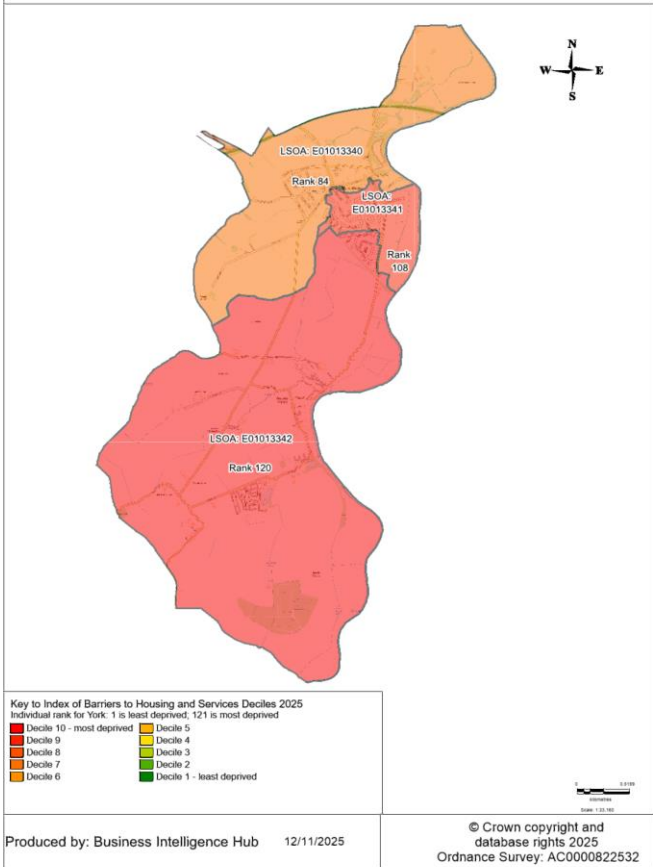 N
W E
S
LSOA: E01013340
Rank 84
LSOA:
E01013341
Rank
108
LSOA: E01013342
Rank 120
Key to Index of Barriers to Housing and Services Deciles 2025
Individual rank for York: 1 is least deprived; 121 is most deprived
Decile 10 - most deprived
Decile 9
Decile 8
Decile 7
Decile 6
Decile 5
Decile 4
Decile 3
Decile 2
Decile 1 - least deprived
kilometres
Produced by: Business Intelligence Hub 12/11/2025
© Crown copyright and
database rights 2025
Ordnance Survey: AC0000822532